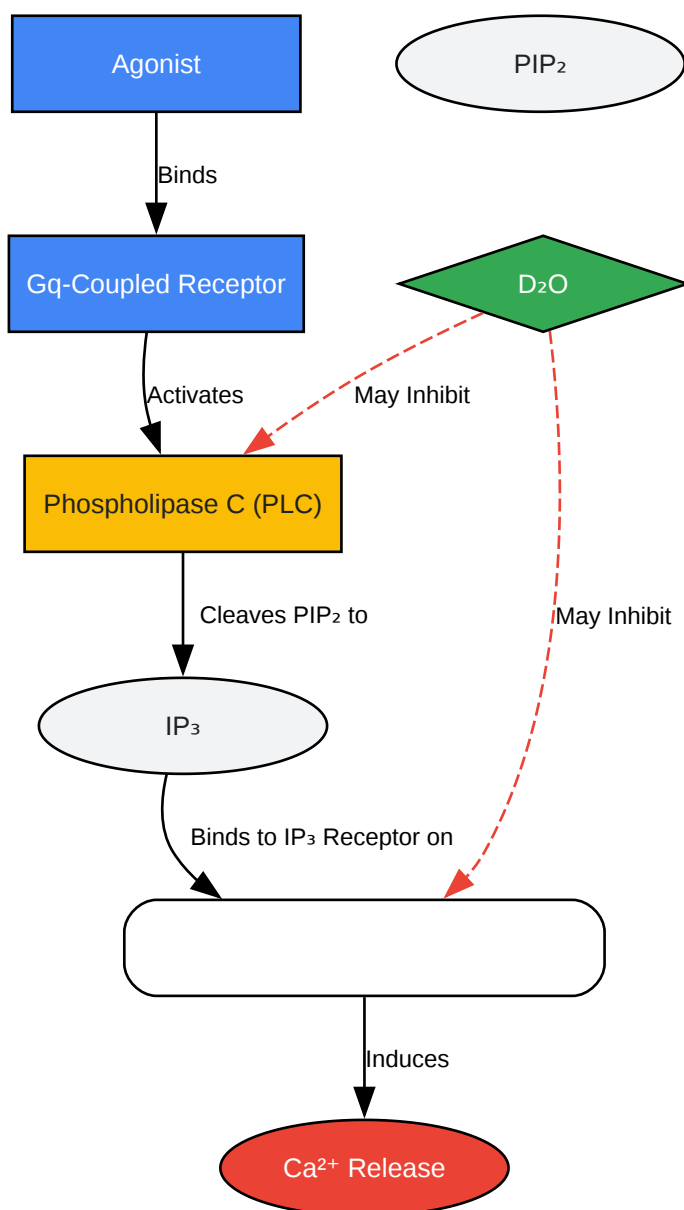 Agonist
PIP₂
Binds
Gq-Coupled Receptor
D₂O
Activates
May Inhibit
Phospholipase C (PLC)
Cleaves PIP₂ to
May Inhibit
IP₃
Binds to IP₃ Receptor on
Induces
Ca²⁺ Release